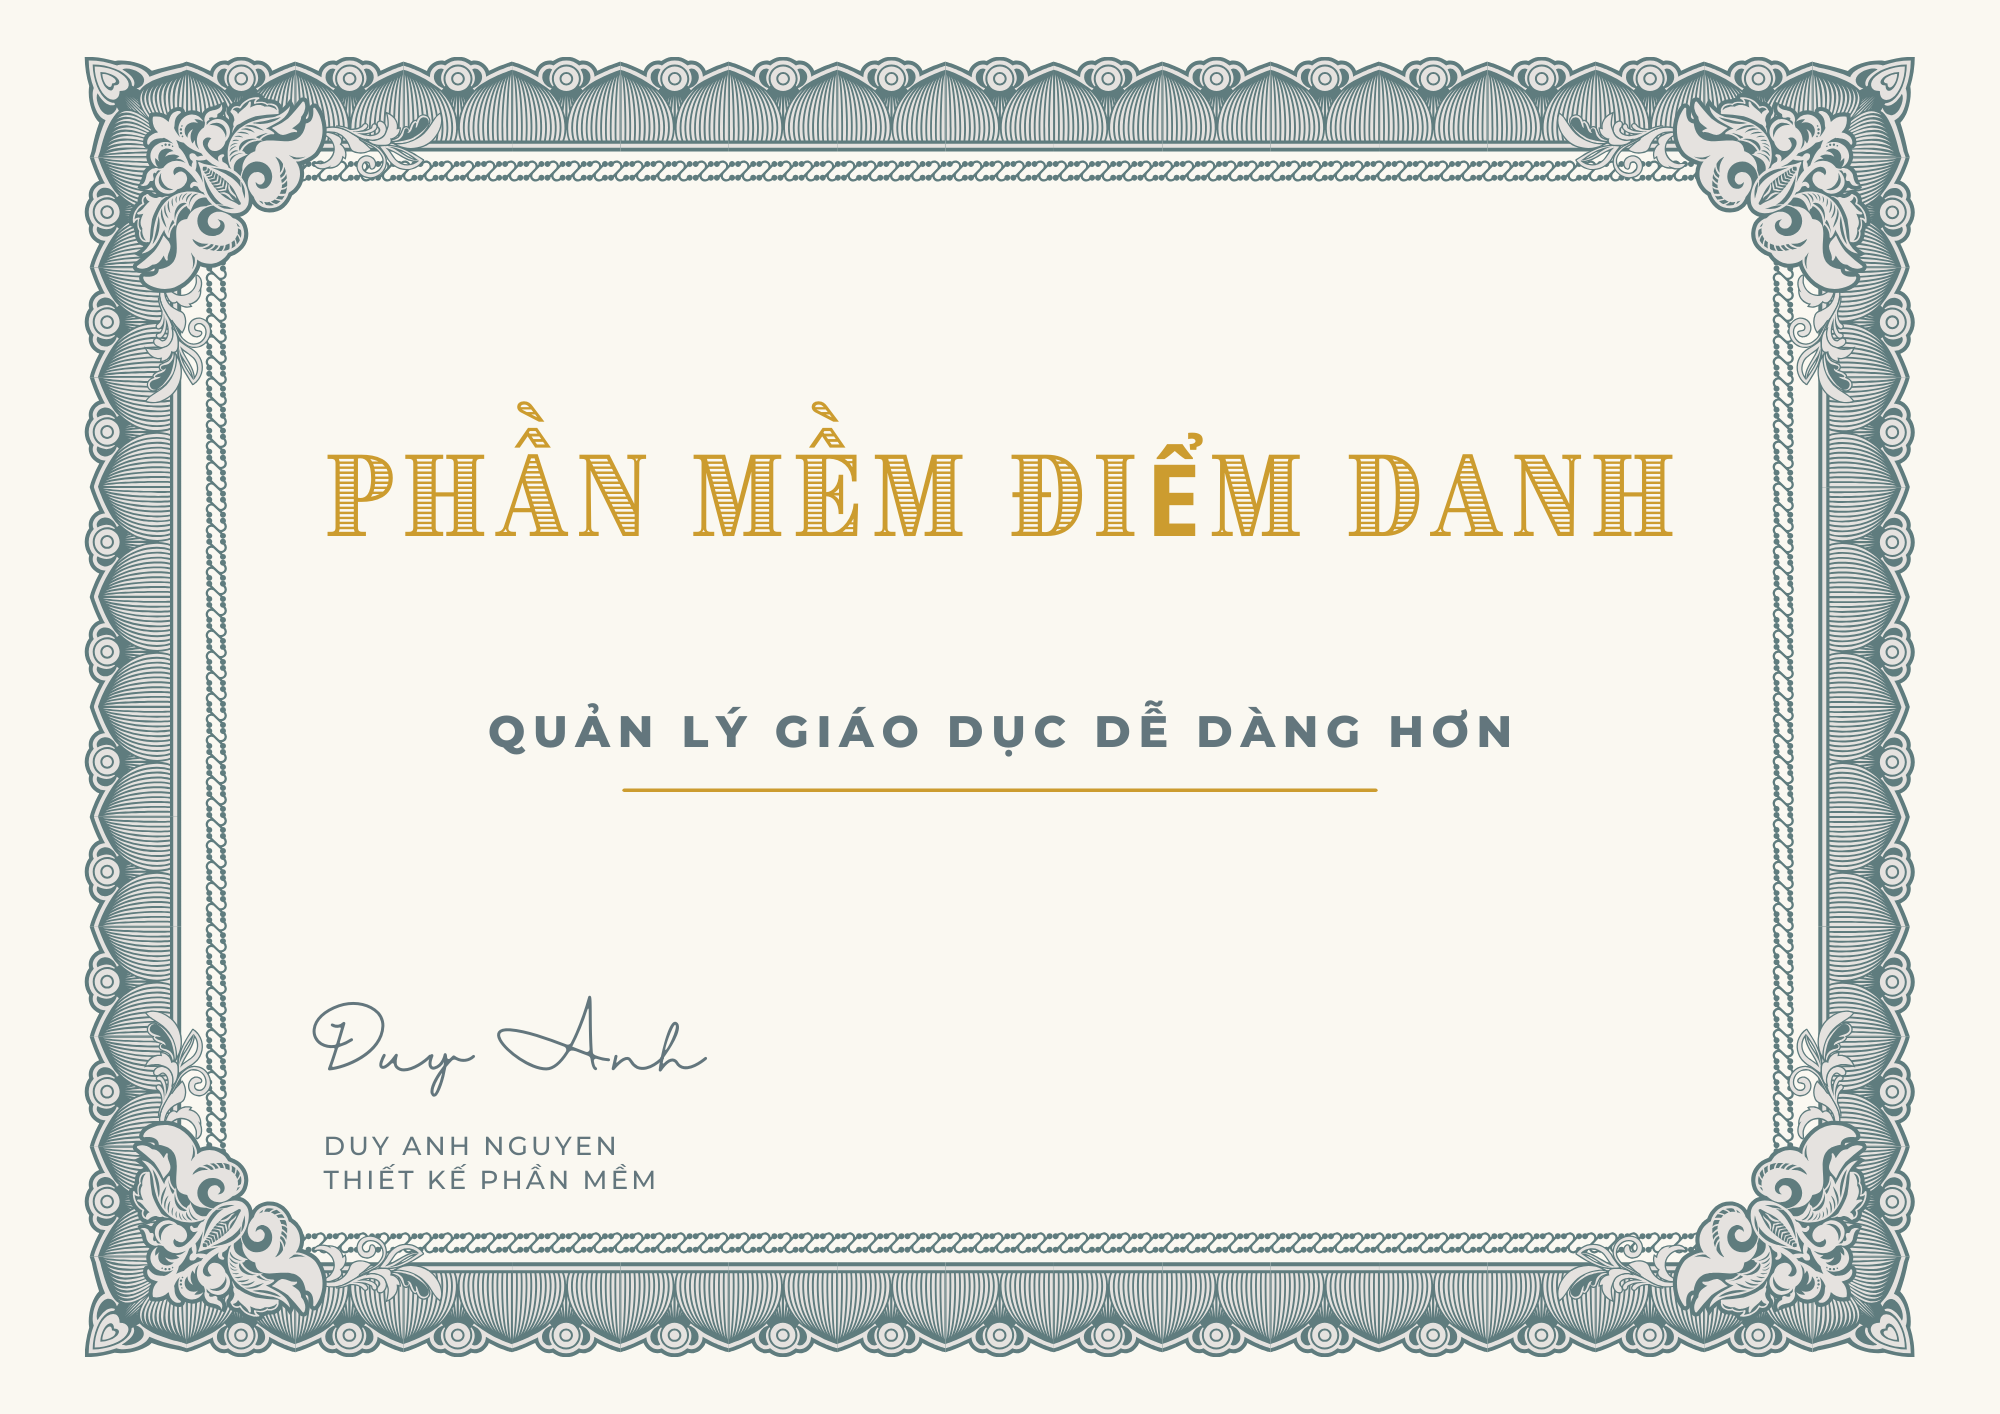 PHẦN MỀM ĐIỂM DANH
QUẢN LÝ GIÁO DỤC DỄ DÀNG HƠN
Duy Anh
DUY ANH NGUYEN
THIẾT KẾ PHẦN MỀM